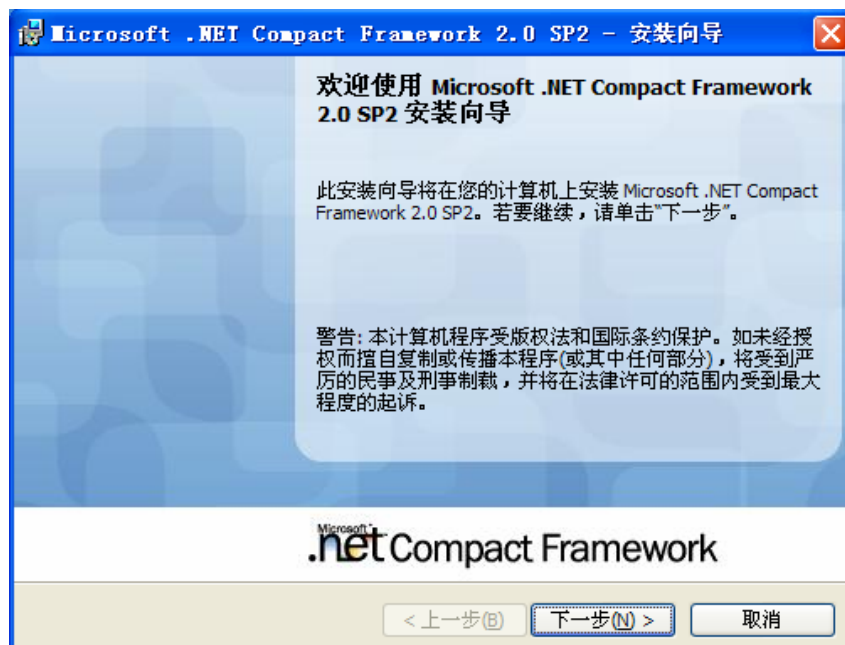 Microsoft .NET Compact Framework 2.0 SP2 - 安装向导
欢迎使用 Microsoft .NET Compact Framework
2.0 SP2 安装向导
此安装向导将在您的计算机上安装 Microsoft .NET Compact
Framework 2.0 SP2。若要继续，请单击“下一步”。
警告: 本计算机程序受版权法和国际条约保护。如未经授
权而擅自复制或传播本程序(或其中任何部分)，将受到严
厉的民事及刑事制裁，并将在法律许可的范围内受到最大
程度的起诉。
Microsoft
.net Compact Framework
< 上一步(B) 下一步(N) > 取消